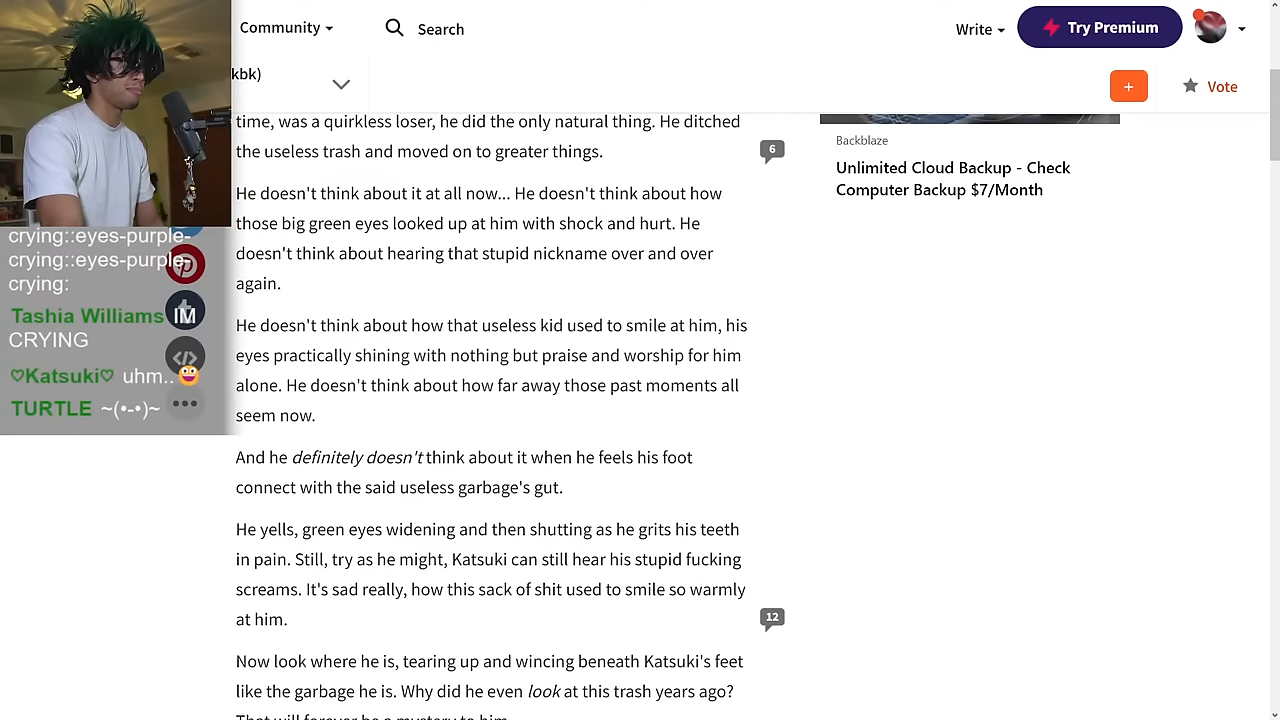 Community
Search
Write
Try Premium
kbk)
+
Vote
time, was a quirkless loser, he did the only natural thing. He ditched
the useless trash and moved on to greater things.
6
Backblaze
Unlimited Cloud Backup - Check
Computer Backup $7/Month
He doesn't think about it at all now... He doesn't think about how
those big green eyes looked up at him with shock and hurt. He
doesn't think about hearing that stupid nickname over and over
again.
He doesn't think about how that useless kid used to smile at him, his
eyes practically shining with nothing but praise and worship for him
alone. He doesn't think about how far away those past moments all
seem now.
And he definitely doesn't think about it when he feels his foot
connect with the said useless garbage's gut.
He yells, green eyes widening and then shutting as he grits his teeth
in pain. Still, try as he might, Katsuki can still hear his stupid fucking
screams. It's sad really, how this sack of shit used to smile so warmly
at him.
12
Now look where he is, tearing up and wincing beneath Katsuki's feet
like the garbage he is. Why did he even look at this trash years ago?
That will forever be a mystery to him.
crying::eyes-purple-
crying::eyes-purple-
crying:
Tashia Williams IM
CRYING
♡Katsuki♡ uhm..😀
TURTLE ~(•-•)~